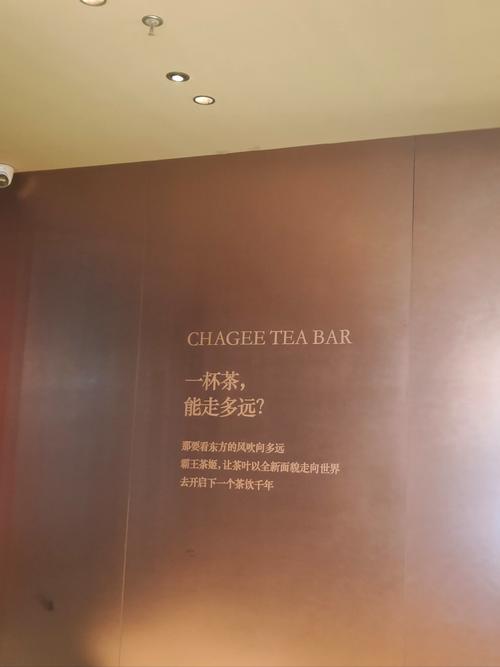 CHAGEE TEA BAR
一杯茶，
能走多远？
那要看东方的风吹向多远
霸王茶姬，让茶叶以全新面貌走向世界
去开启下一个茶饮千年